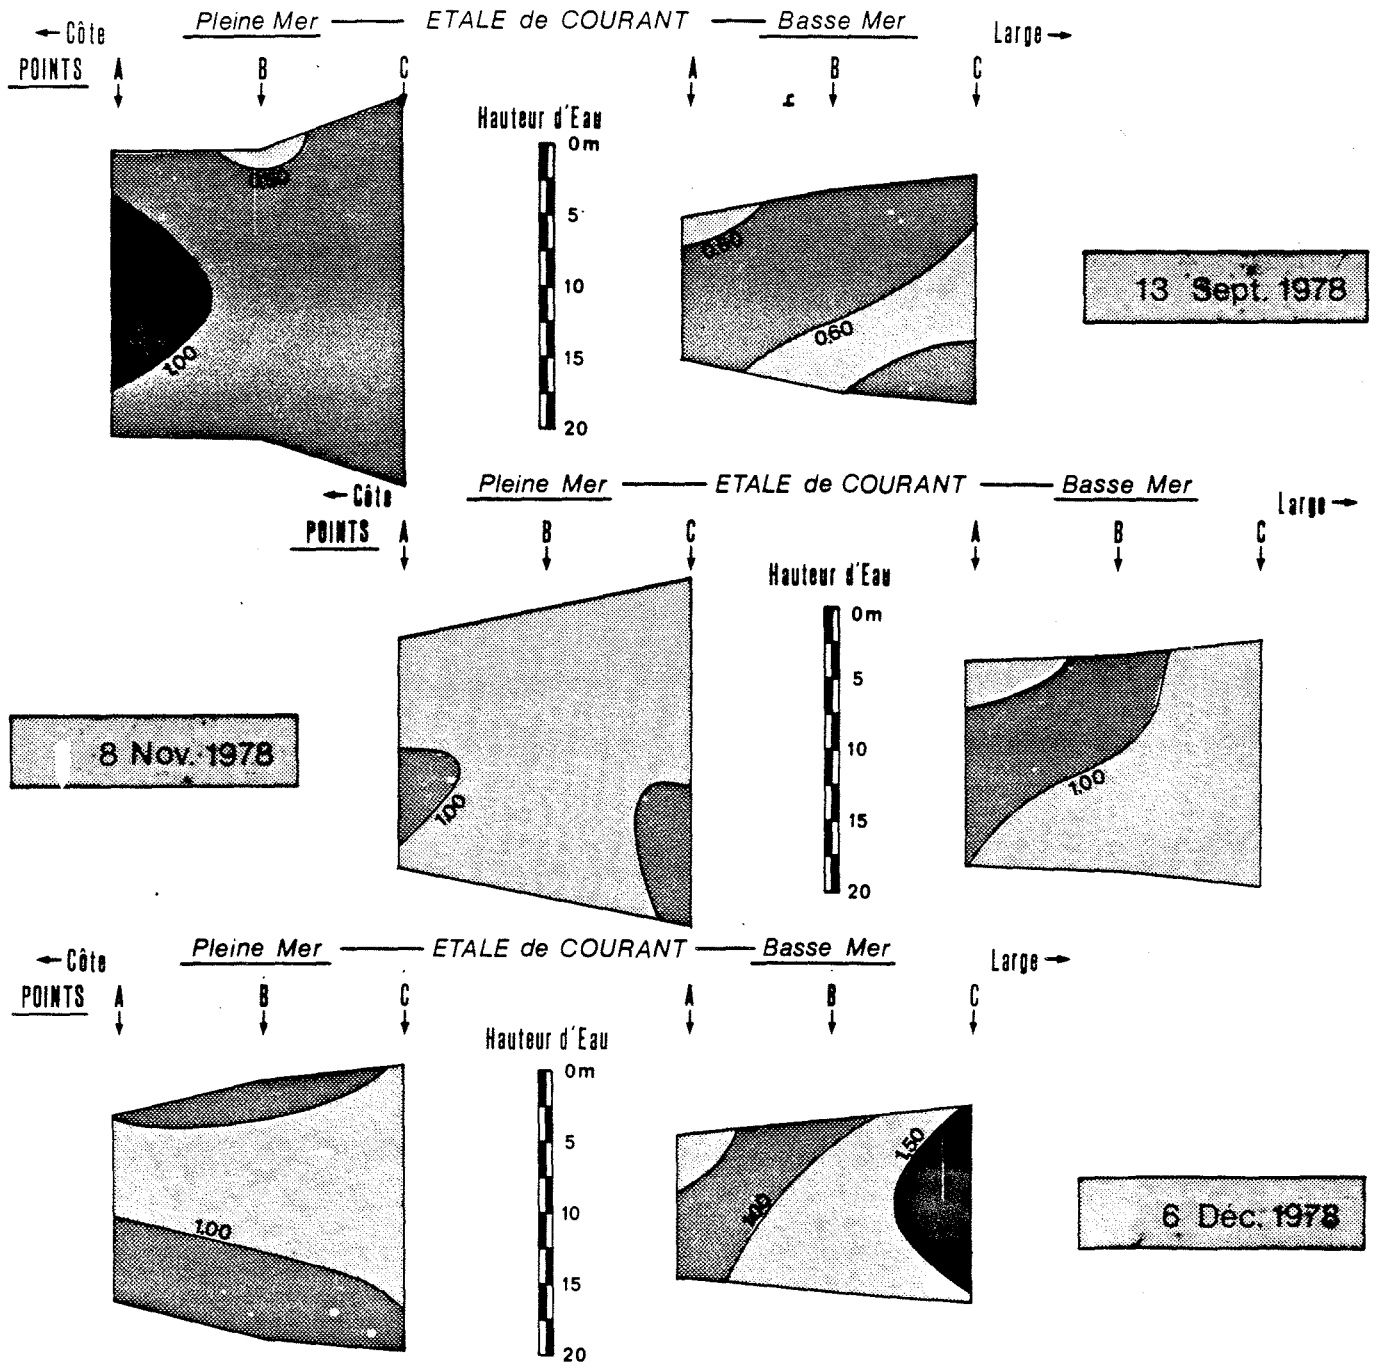 Pleine Mer — ETALE de COURANT — Basse Mer
← Côte
Large →
POINTS A B C
A B C
Hauteur d'Eau
0m
5
10
15
20
1.00
0.60
0.60
13 Sept. 1978
Pleine Mer — ETALE de COURANT — Basse Mer
← Côte
Large →
POINTS A B C
A B C
Hauteur d'Eau
0m
5
10
15
20
1.00
1.00
8 Nov. 1978
Pleine Mer — ETALE de COURANT — Basse Mer
← Côte
Large →
POINTS A B C
A B C
Hauteur d'Eau
0m
5
10
15
20
1.00
1.00
1.50
6 Déc. 1978